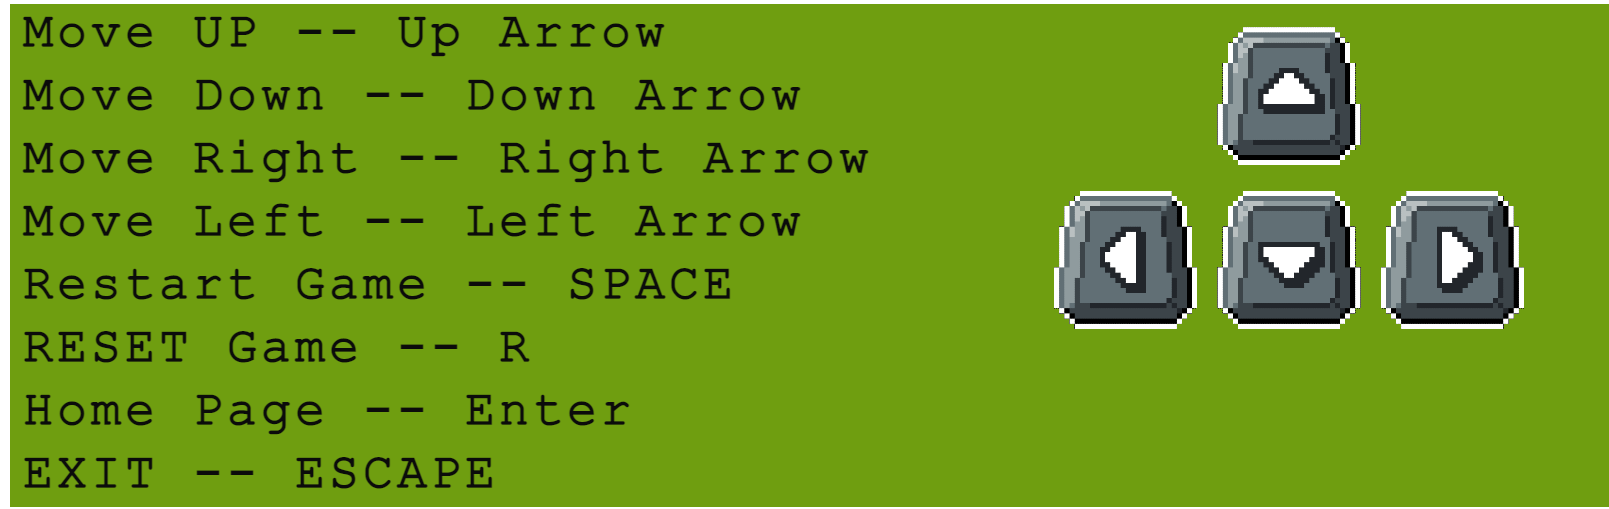 Move UP -- Up Arrow
Move Down -- Down Arrow
Move Right -- Right Arrow
Move Left -- Left Arrow
Restart Game -- SPACE
RESET Game -- R
Home Page -- Enter
EXIT -- ESCAPE